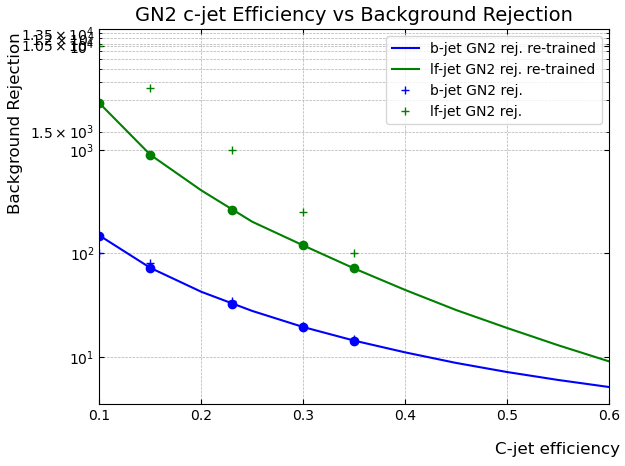 GN2 c-jet Efficiency vs Background Rejection
Background Rejection
1.35 × 10⁴
1.05 × 10⁴
10⁴
1.5 × 10³
10³
10²
10¹
b-jet GN2 rej. re-trained
lf-jet GN2 rej. re-trained
b-jet GN2 rej.
lf-jet GN2 rej.
0.1 0.2 0.3 0.4 0.5 0.6
C-jet efficiency